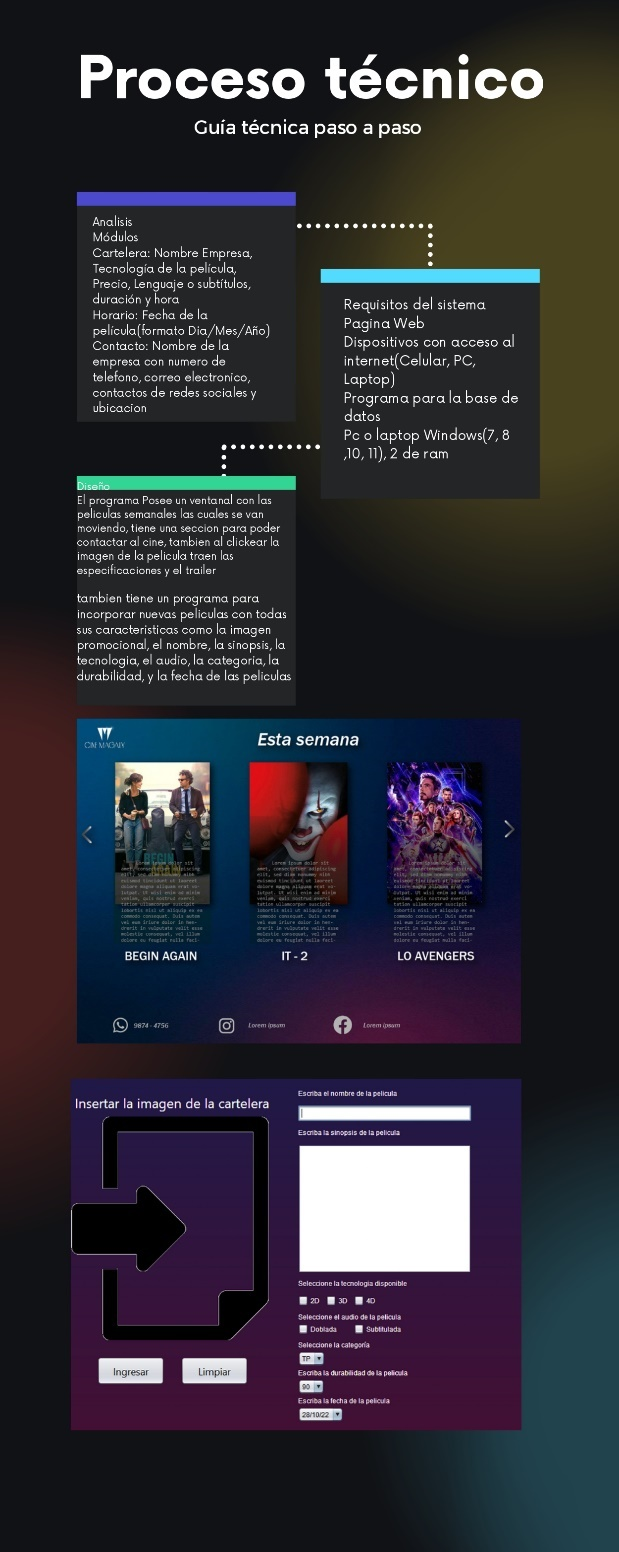 Proceso técnico
Guía técnica paso a paso
Analisis
Módulos
Cartelera: Nombre Empresa,
Tecnología de la película,
Precio, Lenguaje o subtítulos,
duración y hora
Horario: Fecha de la
película(formato Dia/Mes/Año)
Contacto: Nombre de la
empresa con numero de
telefono, correo electronico,
contactos de redes sociales y
ubicacion
Requisitos del sistema
Pagina Web
Dispositivos con acceso al
internet(Celular, PC,
Laptop)
Programa para la base de
datos
Pc o laptop Windows(7, 8
,10, 11), 2 de ram
Diseño
El programa Posee un ventanal con las
peliculas semanales las cuales se van
moviendo, tiene una seccion para poder
contactar al cine, tambien al clickear la
imagen de la pelicula traen las
especificaciones y el trailer
tambien tiene un programa para
incorporar nuevas peliculas con todas
sus caracteristicas como la imagen
promocional, el nombre, la sinopsis, la
tecnologia, el audio, la categoria, la
durabilidad, y la fecha de las peliculas
Esta semana
BEGIN AGAIN
IT - 2
LO AVENGERS
9874 - 4756
Lorem Ipsum
Lorem Ipsum
Insertar la imagen de la cartelera
Ingresar
Limpiar
Escriba el nombre de la pelicula
Escriba la sinopsis de la pelicula
Seleccione la tecnologia disponible
2D 3D 4D
Seleccione el audio de la pelicula
Doblada Subtitulada
Seleccione la categoría
TP
Escriba la durabilidad de la pelicula
90
Escriba la fecha de la pelicula
28/10/22